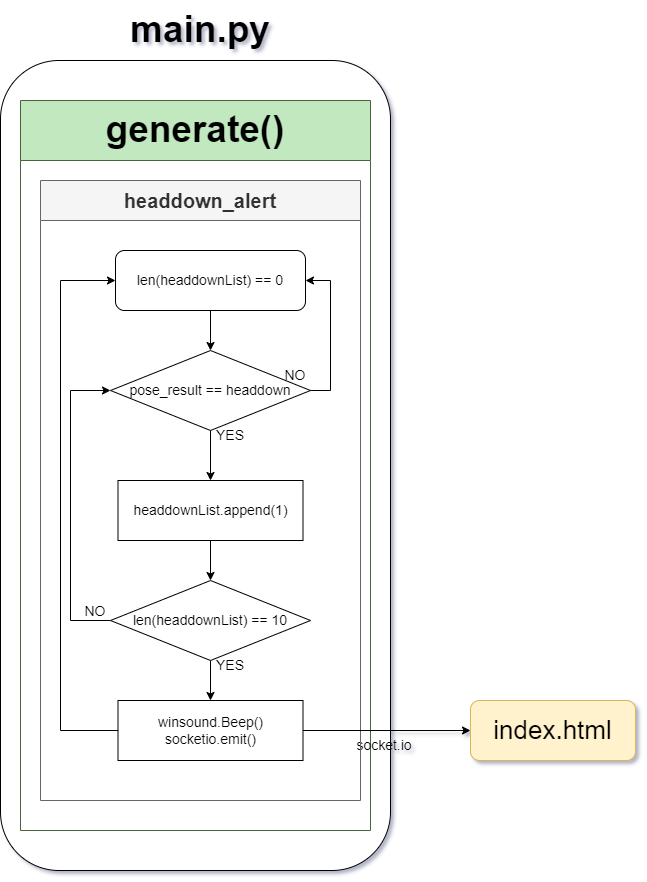 main.py
generate()
headdown_alert
len(headdownList) == 0
NO
pose_result == headdown
YES
headdownList.append(1)
NO
len(headdownList) == 10
YES
winsound.Beep()
socketio.emit()
socket.io
index.html